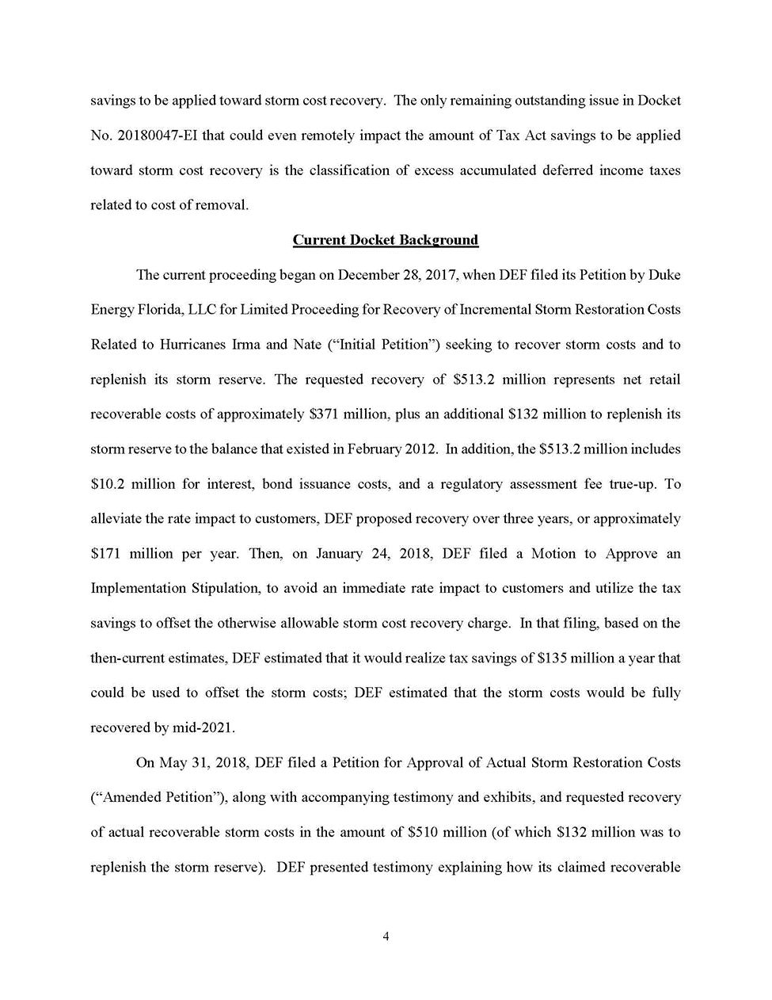 savings to be applied toward storm cost recovery. The only remaining outstanding issue in Docket
No. 20180047-EI that could even remotely impact the amount of Tax Act savings to be applied
toward storm cost recovery is the classification of excess accumulated deferred income taxes
related to cost of removal.
Current Docket Background
The current proceeding began on December 28, 2017, when DEF filed its Petition by Duke
Energy Florida, LLC for Limited Proceeding for Recovery of Incremental Storm Restoration Costs
Related to Hurricanes Irma and Nate (“Initial Petition”) seeking to recover storm costs and to
replenish its storm reserve. The requested recovery of $513.2 million represents net retail
recoverable costs of approximately $371 million, plus an additional $132 million to replenish its
storm reserve to the balance that existed in February 2012. In addition, the $513.2 million includes
$10.2 million for interest, bond issuance costs, and a regulatory assessment fee true-up. To
alleviate the rate impact to customers, DEF proposed recovery over three years, or approximately
$171 million per year. Then, on January 24, 2018, DEF filed a Motion to Approve an
Implementation Stipulation, to avoid an immediate rate impact to customers and utilize the tax
savings to offset the otherwise allowable storm cost recovery charge. In that filing, based on the
then-current estimates, DEF estimated that it would realize tax savings of $135 million a year that
could be used to offset the storm costs; DEF estimated that the storm costs would be fully
recovered by mid-2021.
On May 31, 2018, DEF filed a Petition for Approval of Actual Storm Restoration Costs
(“Amended Petition”), along with accompanying testimony and exhibits, and requested recovery
of actual recoverable storm costs in the amount of $510 million (of which $132 million was to
replenish the storm reserve). DEF presented testimony explaining how its claimed recoverable
4